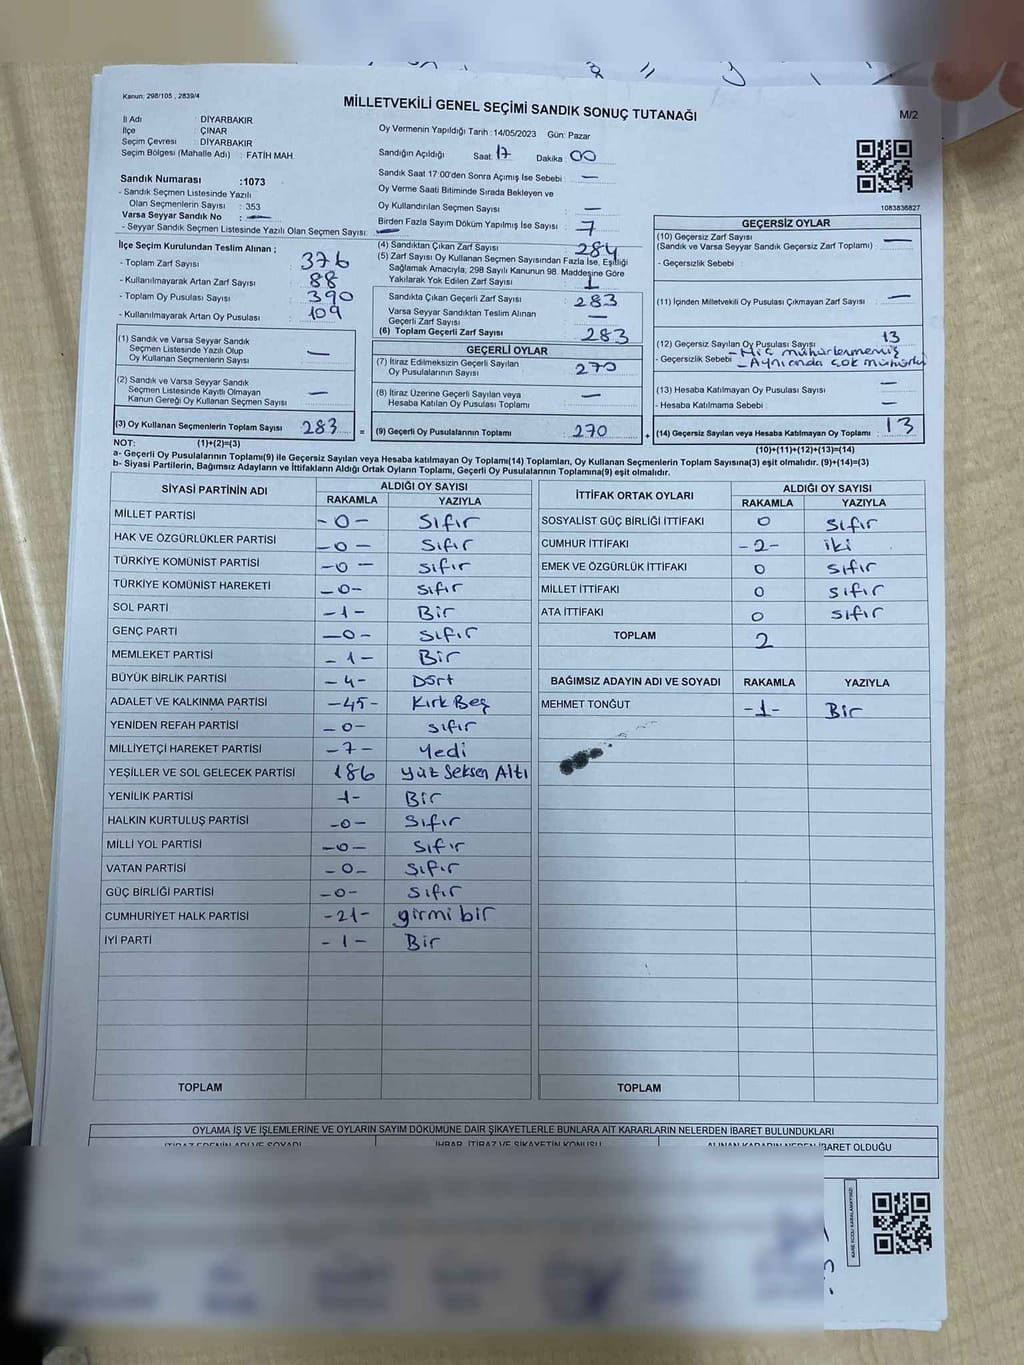 Kanun: 298/105 , 2839/4
MİLLETVEKİLİ GENEL SEÇİMİ SANDIK SONUÇ TUTANAĞI
M/2
İl Adı : DİYARBAKIR
İlçe : ÇINAR
Seçim Çevresi : DİYARBAKIR
Seçim Bölgesi (Mahalle Adı) : FATİH MAH.
Oy Vermenin Yapıldığı Tarih :14/05/2023 Gün: Pazar
Sandığın Açıldığı Saat: 17 Dakika 00
Sandık Saat 17:00'den Sonra Açımış İse Sebebi : —
Oy Verme Saati Bitiminde Sırada Bekleyen ve
Oy Kullandırılan Seçmen Sayısı : —
Birden Fazla Sayım Döküm Yapılmış İse Sayısı : 7
1083836827
Sandık Numarası :1073
- Sandık Seçmen Listesinde Yazılı
Olan Seçmenlerin Sayısı : 353
Varsa Seyyar Sandık No : —
- Seyyar Sandık Seçmen Listesinde Yazılı Olan Seçmen Sayısı: —
İlçe Seçim Kurulundan Teslim Alınan ;
- Toplam Zarf Sayısı : 376
- Kullanılmayarak Artan Zarf Sayısı : 88
- Toplam Oy Pusulası Sayısı : 390
- Kullanılmayarak Artan Oy Pusulası : 109
(1) Sandık ve Varsa Seyyar Sandık
Seçmen Listesinde Yazılı Olup
Oy Kullanan Seçmenlerin Sayısı : —
(2) Sandık ve Varsa Seyyar Sandık
Seçmen Listesinde Kayıtlı Olmayan
Kanun Gereği Oy Kullanan Seçmen Sayısı : —
(3) Oy Kullanan Seçmenlerin Toplam Sayısı : 283
(4) Sandıktan Çıkan Zarf Sayısı : 284
(5) Zarf Sayısı Oy Kullanan Seçmen Sayısından Fazla İse, Eşitliği
Sağlamak Amacıyla; 298 Sayılı Kanunun 98. Maddesine Göre
Yakılarak Yok Edilen Zarf Sayısı : 1
Sandıkta Çıkan Geçerli Zarf Sayısı : 283
Varsa Seyyar Sandıktan Teslim Alınan
Geçerli Zarf Sayısı : —
(6) Toplam Geçerli Zarf Sayısı : 283
GEÇERLİ OYLAR
(7) İtiraz Edilmeksizin Geçerli Sayılan
Oy Pusulalarının Sayısı : 270
(8) İtiraz Üzerine Geçerli Sayılan veya
Hesaba Katılan Oy Pusulası Toplamı : —
= (9) Geçerli Oy Pusulalarının Toplamı : 270
GEÇERSİZ OYLAR
(10) Geçersiz Zarf Sayısı : —
(Sandık ve Varsa Seyyar Sandık Geçersiz Zarf Toplamı)
- Geçersizlik Sebebi :
(11) İçinden Milletvekili Oy Pusulası Çıkmayan Zarf Sayısı : —
(12) Geçersiz Sayılan Oy Pusulası Sayısı : 13
- Geçersizlik Sebebi : - Hiç mühürlenmemiş
- Aynı anda çok mühürlü
(13) Hesaba Katılmayan Oy Pusulası Sayısı : —
- Hesaba Katılmama Sebebi : —
+ (14) Geçersiz Sayılan veya Hesaba Katılmayan Oy Toplamı : 13
NOT: (1)+(2)=(3)
(10)+(11)+(12)+(13)=(14)
a- Geçerli Oy Pusulalarının Toplamı(9) ile Geçersiz Sayılan veya Hesaba Katılmayan Oy Toplamı(14) Toplamları, Oy Kullanan Seçmenlerin Toplam Sayısına(3) eşit olmalıdır. (9)+(14)=(3)
b- Siyasi Partilerin, Bağımsız Adayların ve İttifakların Aldığı Ortak Oyların Toplamı, Geçerli Oy Pusulalarının Toplamına(9) eşit olmalıdır.
SİYASİ PARTİNİN ADI ALDIĞI OY SAYISI
RAKAMLA YAZIYLA
MİLLET PARTİSİ -0- Sıfır
HAK VE ÖZGÜRLÜKLER PARTİSİ -0- Sıfır
TÜRKİYE KOMÜNİST PARTİSİ -0- Sıfır
TÜRKİYE KOMÜNİST HAREKETİ -0- Sıfır
SOL PARTİ -1- Bir
GENÇ PARTİ -0- Sıfır
MEMLEKET PARTİSİ -1- Bir
BÜYÜK BİRLİK PARTİSİ -4- Dört
ADALET VE KALKINMA PARTİSİ -45- Kırk Beş
YENİDEN REFAH PARTİSİ -0- Sıfır
MİLLİYETÇİ HAREKET PARTİSİ -7- Yedi
YEŞİLLER VE SOL GELECEK PARTİSİ 186 Yüz Seksen Altı
YENİLİK PARTİSİ 1- Bir
HALKIN KURTULUŞ PARTİSİ -0- Sıfır
MİLLİ YOL PARTİSİ -0- Sıfır
VATAN PARTİSİ -0- Sıfır
GÜÇ BİRLİĞİ PARTİSİ -0- Sıfır
CUMHURİYET HALK PARTİSİ -21- girmi bir
İYİ PARTİ -1- Bir
TOPLAM
İTTİFAK ORTAK OYLARI ALDIĞI OY SAYISI
RAKAMLA YAZIYLA
SOSYALİST GÜÇ BİRLİĞİ İTTİFAKI 0 Sıfır
CUMHUR İTTİFAKI -2- iki
EMEK VE ÖZGÜRLÜK İTTİFAKI 0 Sıfır
MİLLET İTTİFAKI 0 Sıfır
ATA İTTİFAKI 0 Sıfır
TOPLAM 2
BAĞIMSIZ ADAYIN ADI VE SOYADI RAKAMLA YAZIYLA
MEHMET TONĞUT -1- Bir
TOPLAM
OYLAMA İŞ VE İŞLEMLERİNE VE OYLARIN SAYIM DÖKÜMÜNE DAİR ŞİKAYETLERLE BUNLARA AİT KARARLARIN NELERDEN İBARET BULUNDUKLARI
İTİRAZ EDENİN ADI VE SOYADI İHBAR, İTİRAZ VE ŞİKAYETİN KONUSU ALINAN KARARIN NEDEN İBARET OLDUĞU
KARE KODU KARALAMAYINIZ!